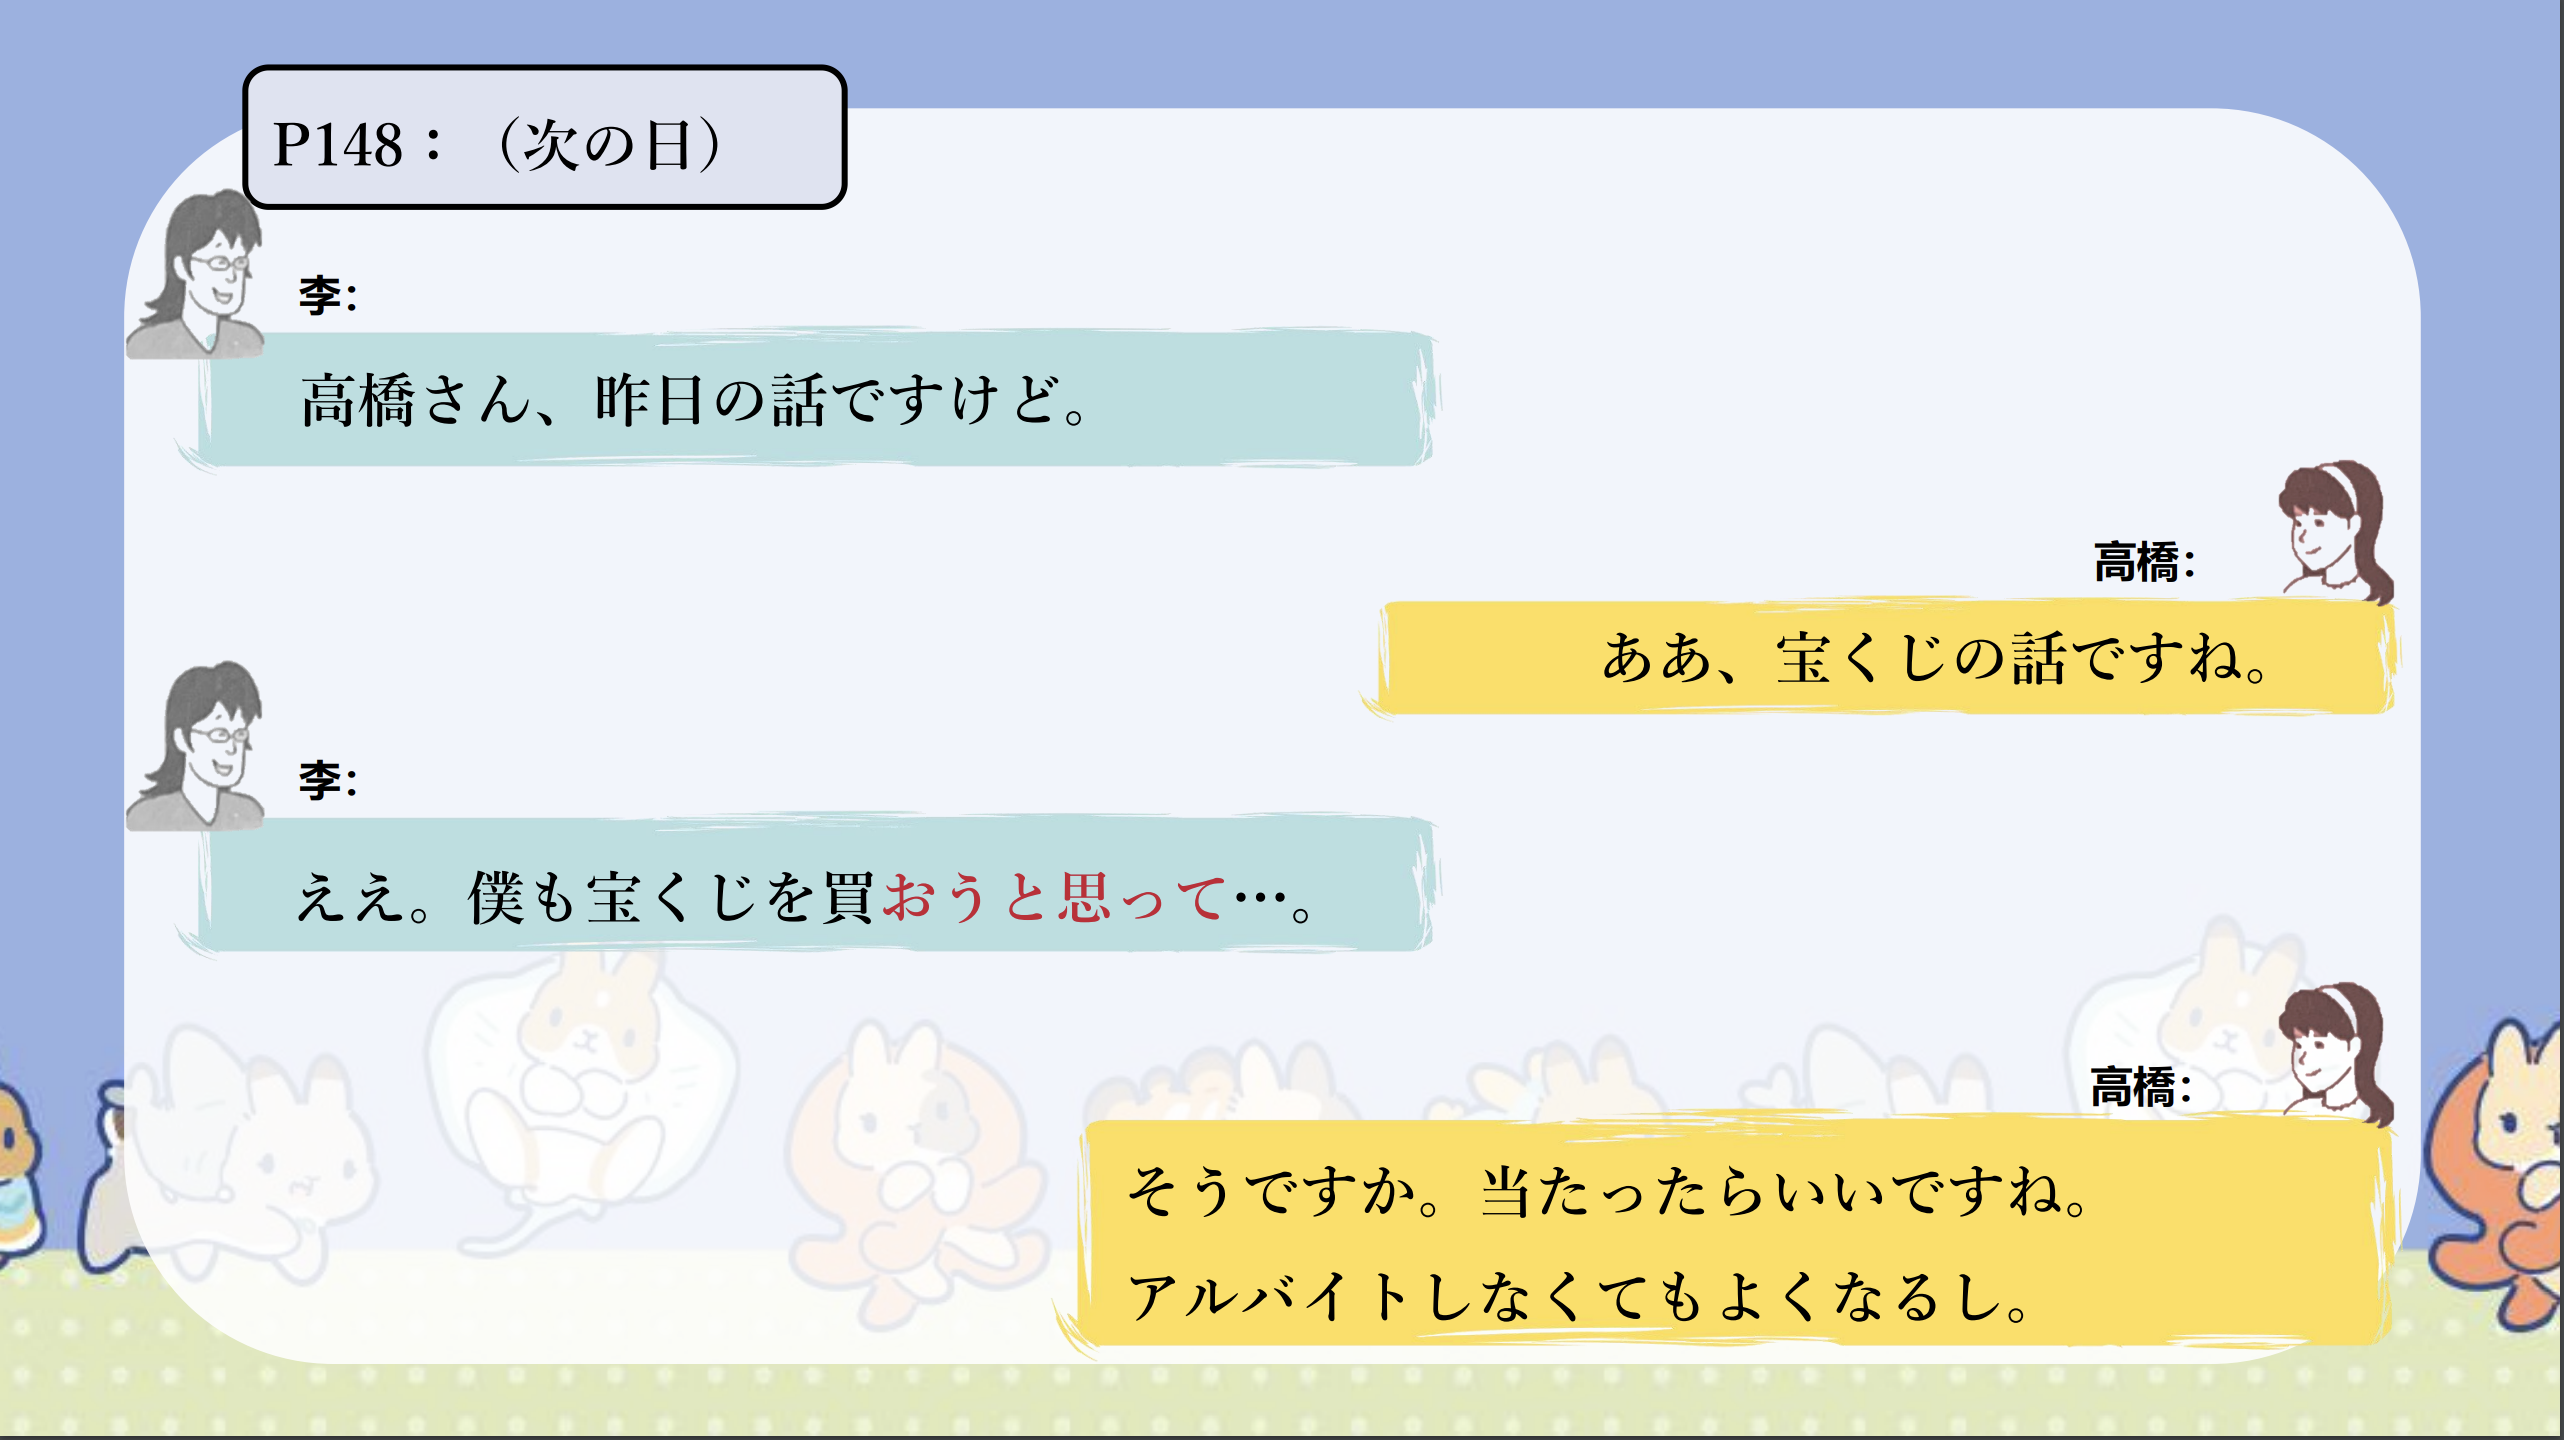 P148：（次の日）
李：
高橋さん、昨日の話ですけど。
高橋：
ああ、宝くじの話ですね。
李：
ええ。僕も宝くじを買おうと思って…。
高橋：
そうですか。当たったらいいですね。
アルバイトしなくてもよくなるし。